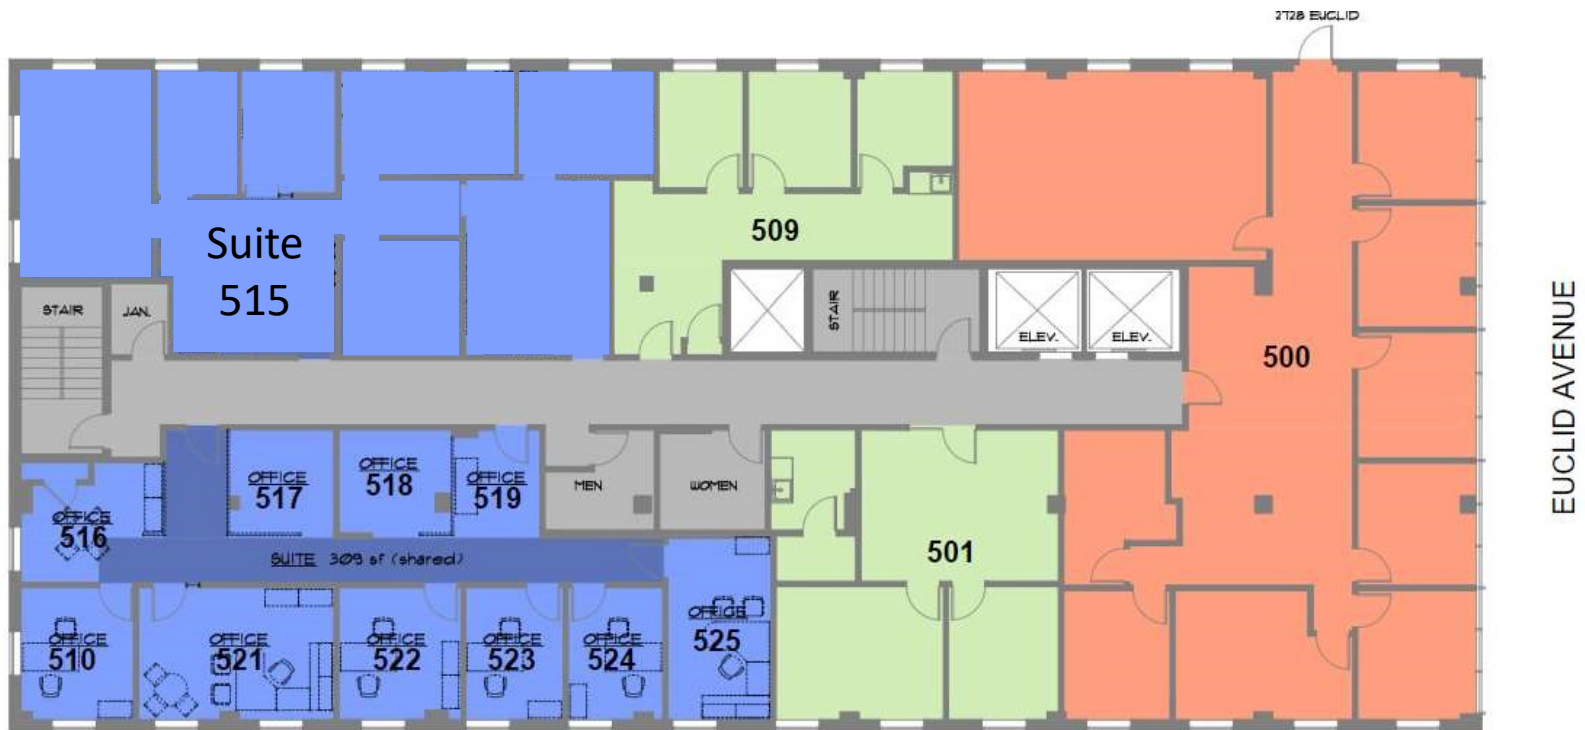 2728 EUCLID
509
Suite
515
STAIR
JAN.
STAIR
ELEV.
ELEV.
500
EUCLID AVENUE
OFFICE
517
OFFICE
518
OFFICE
519
MEN
WOMEN
OFFICE
516
SUITE 309 sf (shared)
501
OFFICE
510
OFFICE
521
OFFICE
522
OFFICE
523
OFFICE
524
OFFICE
525